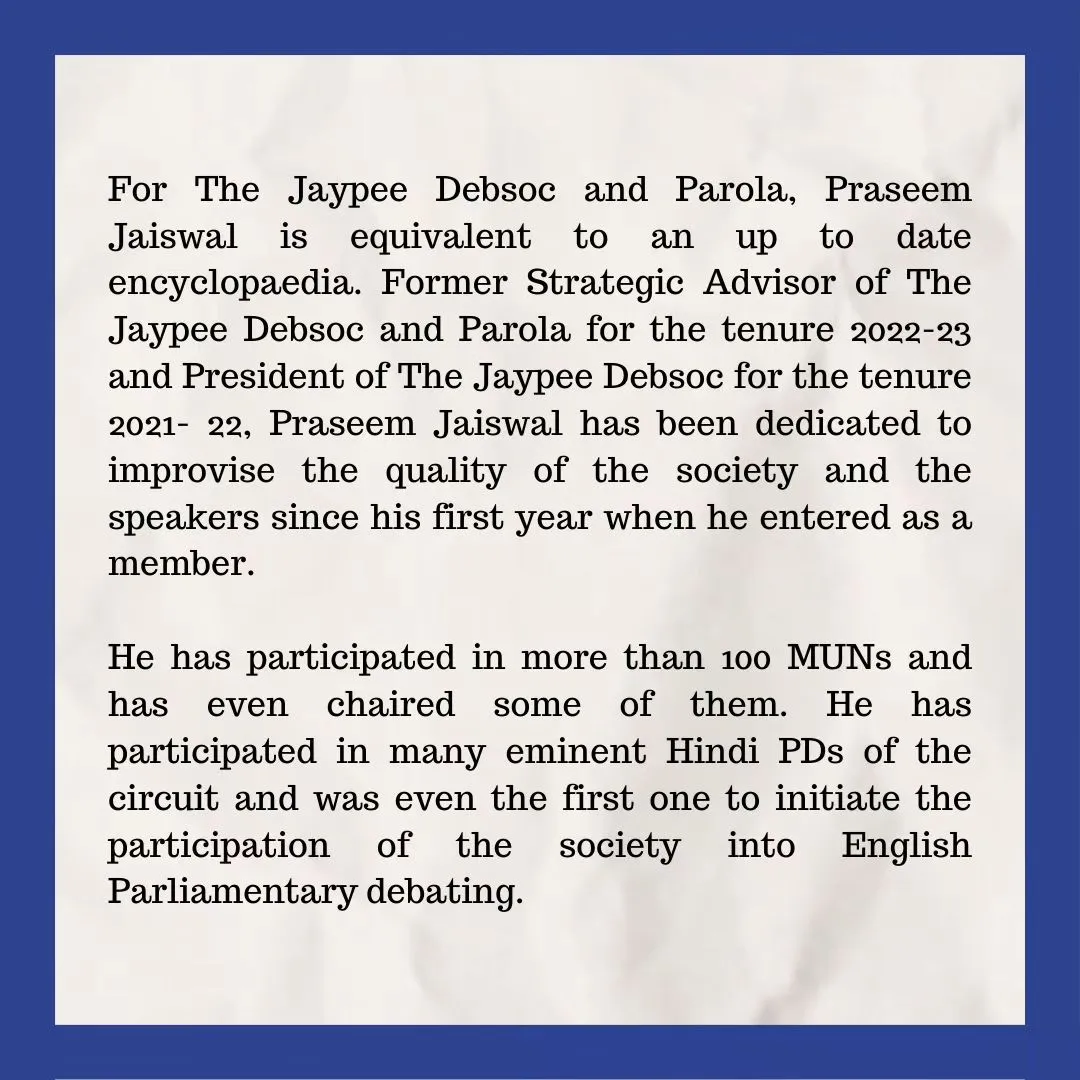 For The Jaypee Debsoc and Parola, Praseem
Jaiswal is equivalent to an up to date
encyclopaedia. Former Strategic Advisor of The
Jaypee Debsoc and Parola for the tenure 2022-23
and President of The Jaypee Debsoc for the tenure
2021- 22, Praseem Jaiswal has been dedicated to
improvise the quality of the society and the
speakers since his first year when he entered as a
member.
He has participated in more than 100 MUNs and
has even chaired some of them. He has
participated in many eminent Hindi PDs of the
circuit and was even the first one to initiate the
participation of the society into English
Parliamentary debating.